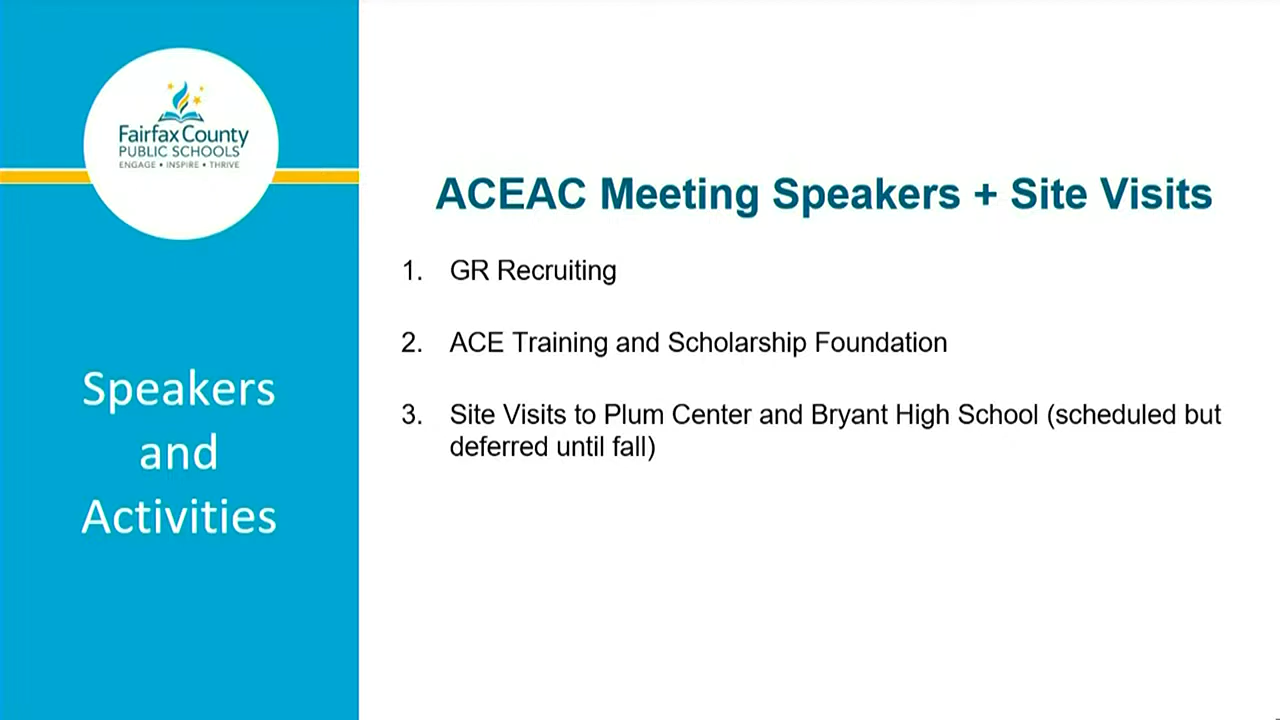 Fairfax County
PUBLIC SCHOOLS
ENGAGE • INSPIRE • THRIVE
Speakers
and
Activities
ACEAC Meeting Speakers + Site Visits
1. GR Recruiting
2. ACE Training and Scholarship Foundation
3. Site Visits to Plum Center and Bryant High School (scheduled but
deferred until fall)